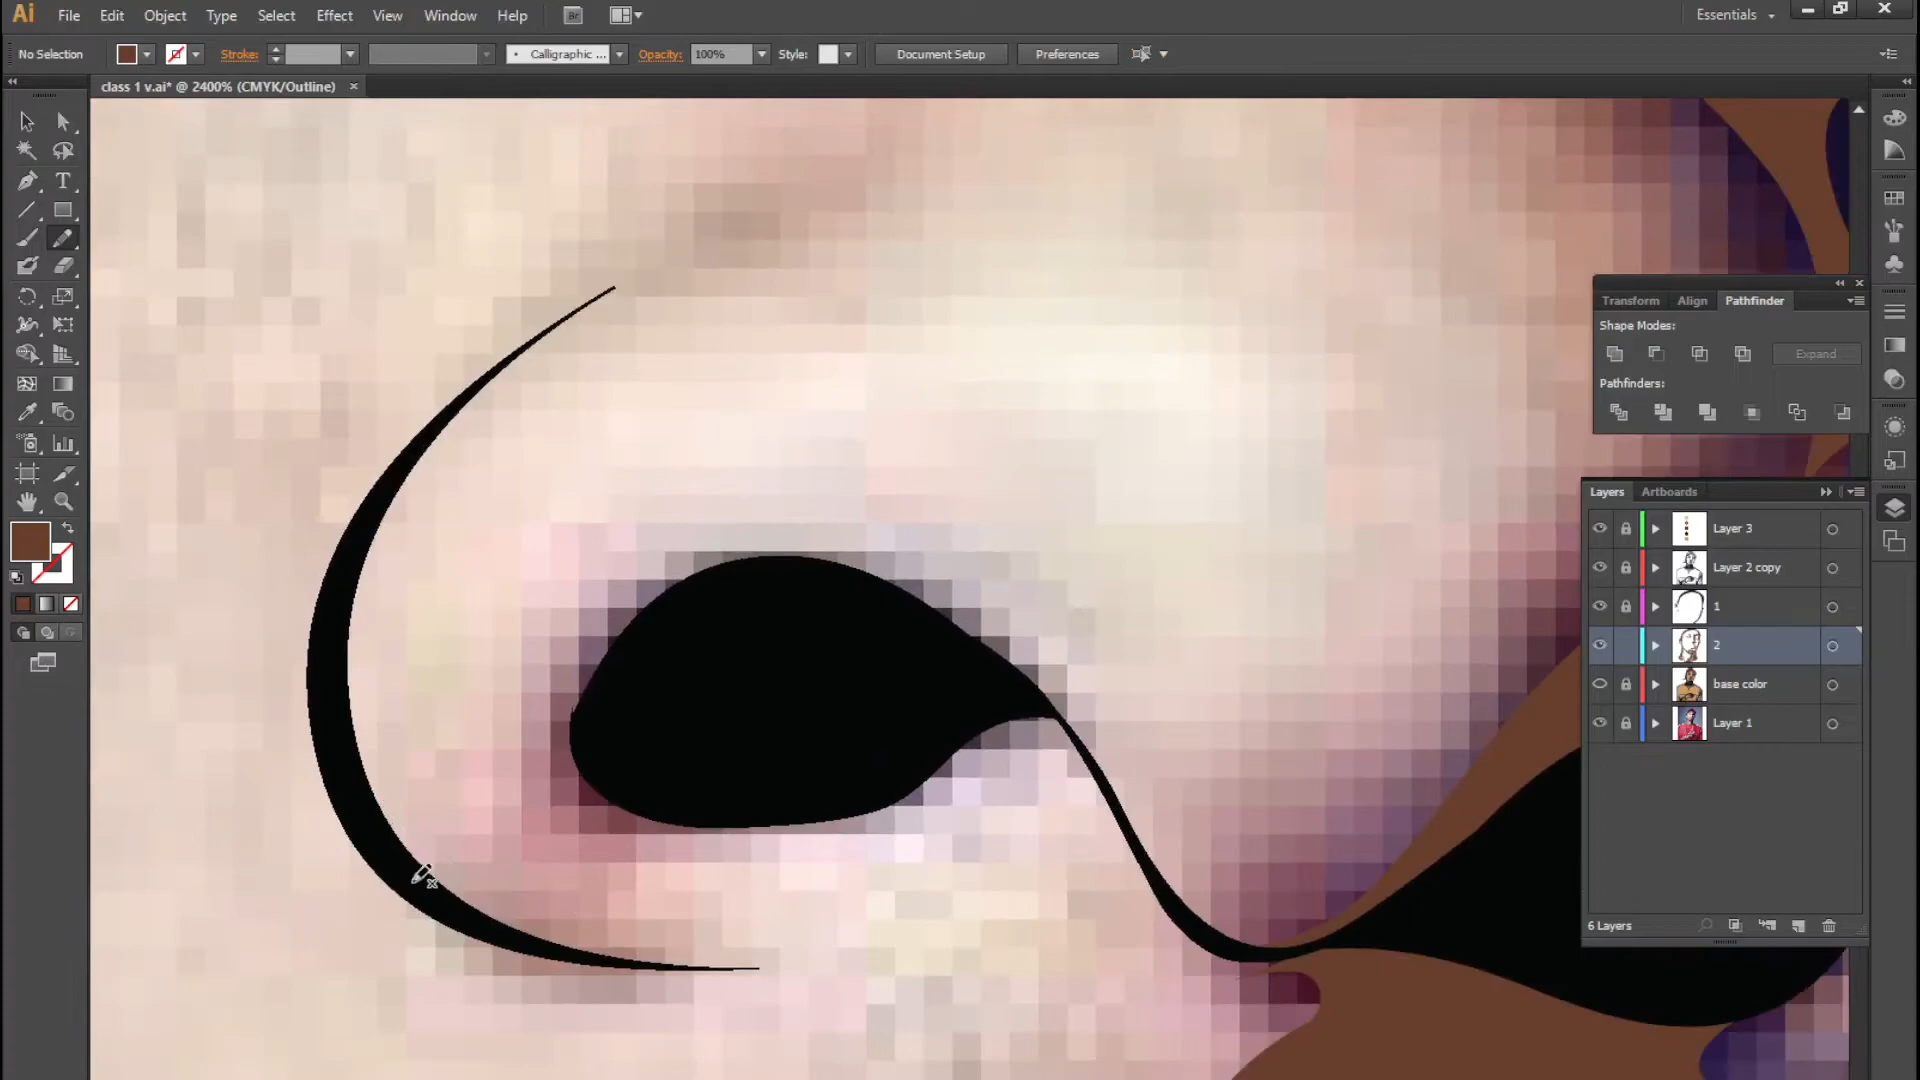 Ai File Edit Object Type Select Effect View Window Help Br Essentials
No Selection Stroke: Calligraphic ... Opacity: 100% Style: Document Setup Preferences
class 1 v.ai* @ 2400% (CMYK/Outline)
Transform Align Pathfinder
Shape Modes:
Expand
Pathfinders:
Layers Artboards
Layer 3
Layer 2 copy
1
2
base color
Layer 1
6 Layers